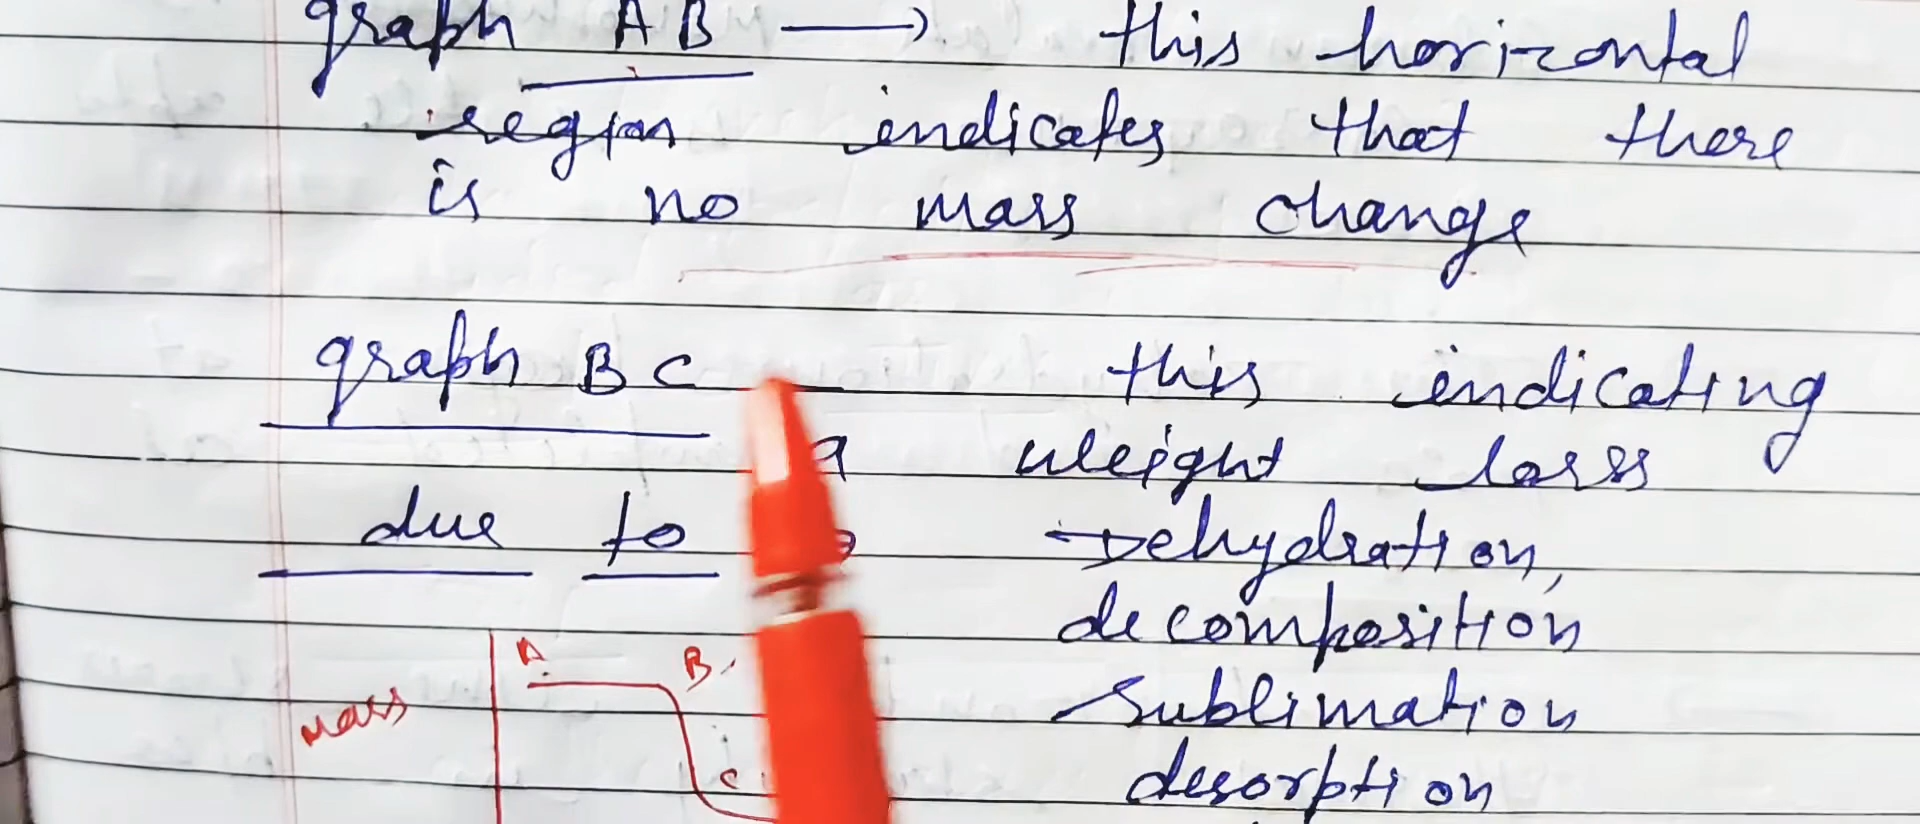 graph AB → this horizontal
region indicates that there
is no mass change
graph BC — this indicating
a weight loss
due to → Dehydration,
decomposition
sublimation
desorption
A B
Mass
C